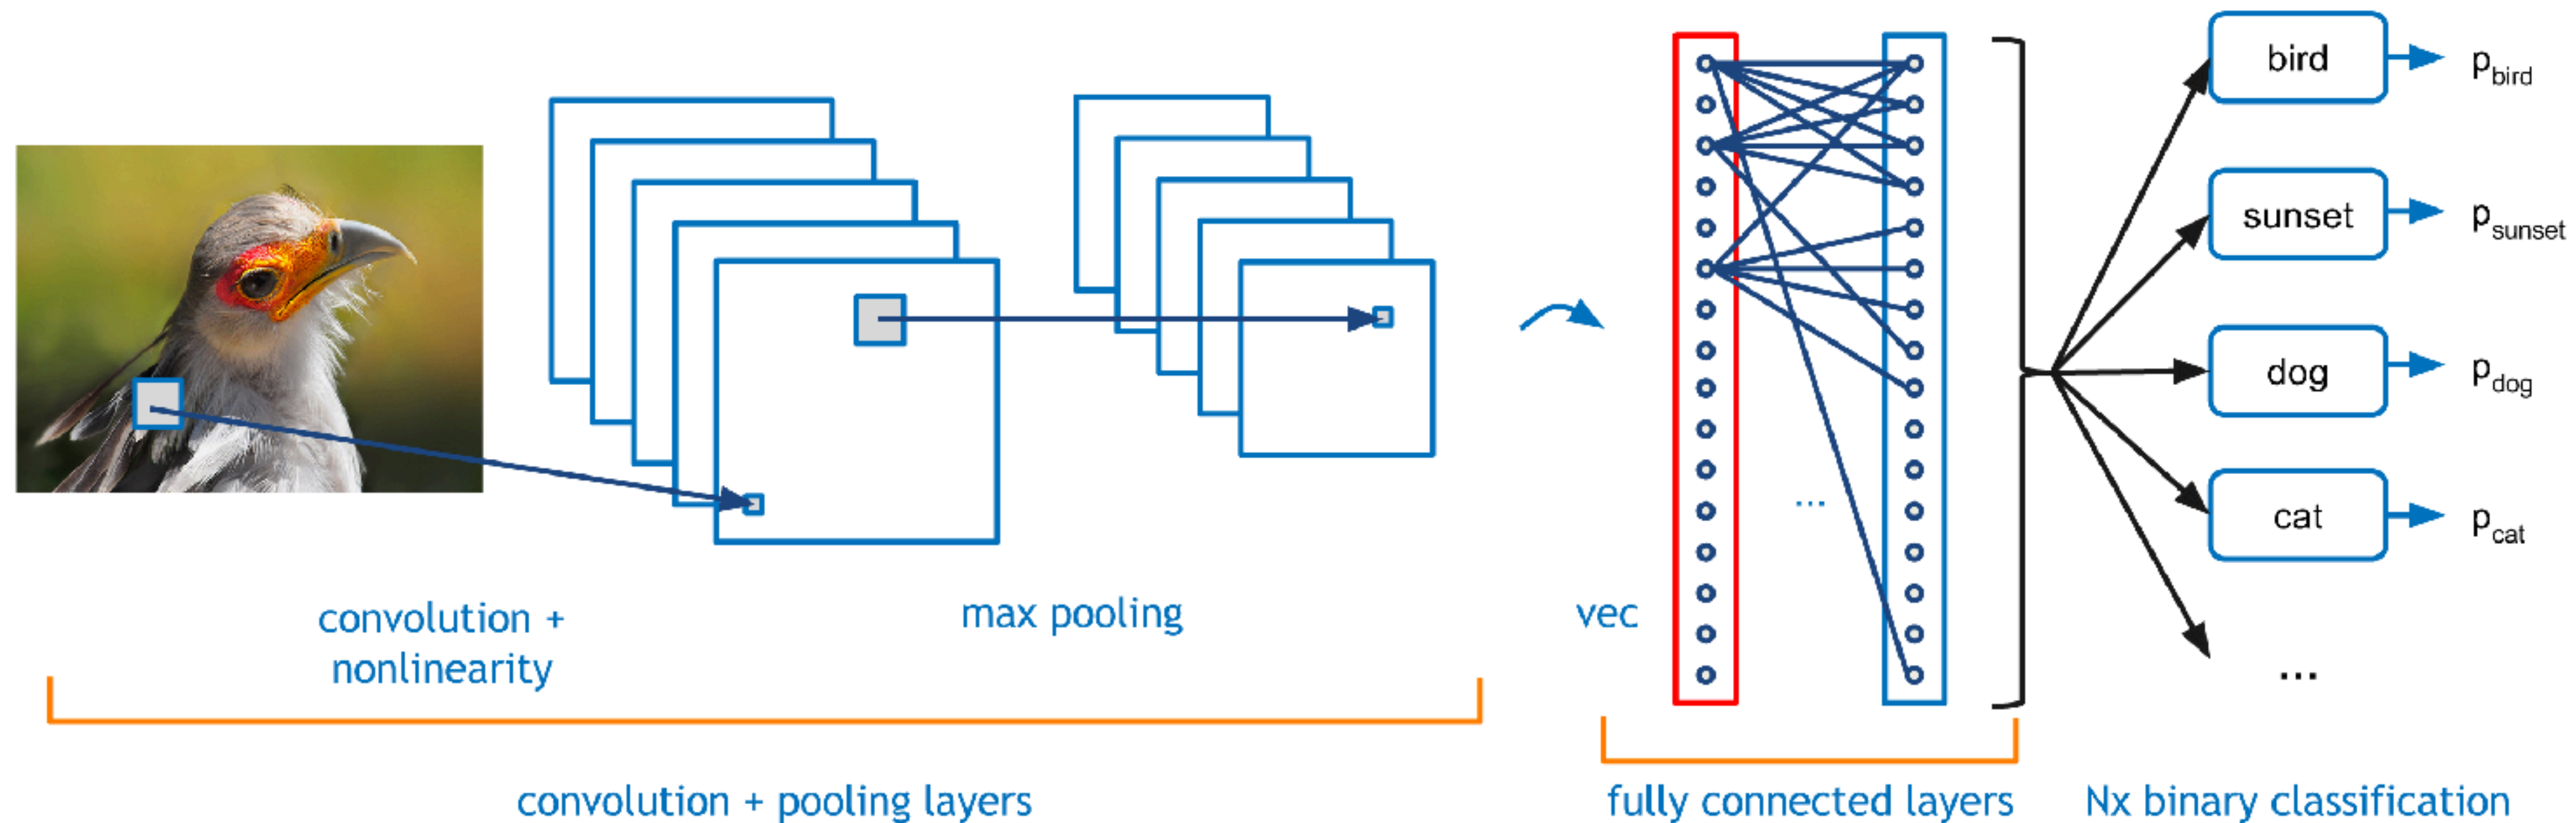 convolution +
nonlinearity
max pooling
convolution + pooling layers
vec
...
fully connected layers
bird
p_bird
sunset
p_sunset
dog
p_dog
cat
p_cat
...
Nx binary classification